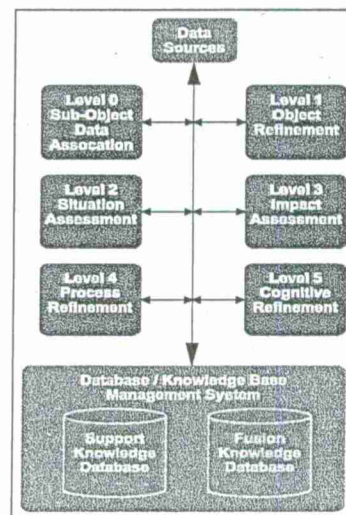 Data
Sources
Level 0
Sub-Object
Data
Assocation
Level 1
Object
Refinement
Level 2
Situation
Assessment
Level 3
Impact
Assessment
Level 4
Process
Refinement
Level 5
Cognitive
Refinement
Database / Knowledge Base
Management System
Support
Knowledge
Database
Fusion
Knowledge
Database